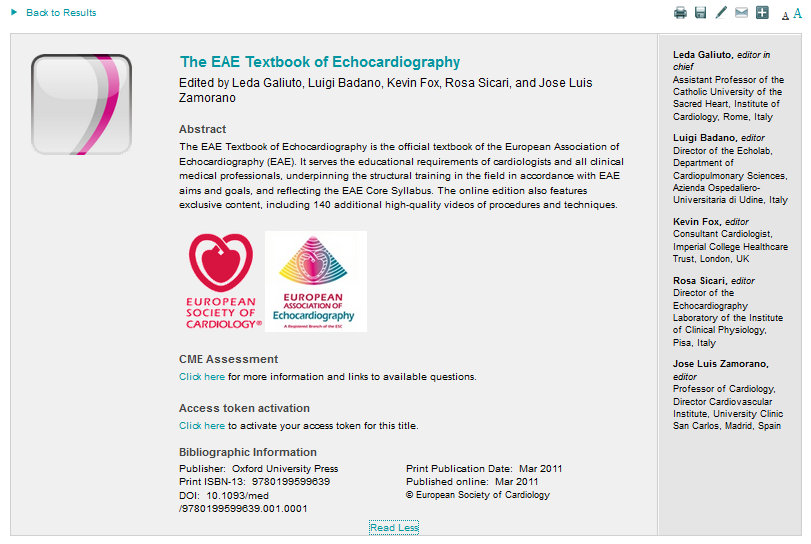 Back to Results
A A
The EAE Textbook of Echocardiography
Edited by Leda Galiuto, Luigi Badano, Kevin Fox, Rosa Sicari, and Jose Luis
Zamorano
Abstract
The EAE Textbook of Echocardiography is the official textbook of the European Association of
Echocardiography (EAE). It serves the educational requirements of cardiologists and all clinical
medical professionals, underpinning the structural training in the field in accordance with EAE
aims and goals, and reflecting the EAE Core Syllabus. The online edition also features
exclusive content, including 140 additional high-quality videos of procedures and techniques.
EUROPEAN
SOCIETY OF
CARDIOLOGY®
EUROPEAN
ASSOCIATION OF
Echocardiography
A Registered Branch of the ESC
CME Assessment
Click here for more information and links to available questions.
Access token activation
Click here to activate your access token for this title.
Bibliographic Information
Publisher: Oxford University Press
Print ISBN-13: 9780199599639
DOI: 10.1093/med
/9780199599639.001.0001
Print Publication Date: Mar 2011
Published online: Mar 2011
© European Society of Cardiology
Read Less
Leda Galiuto, editor in
chief
Assistant Professor of the
Catholic University of the
Sacred Heart, Institute of
Cardiology, Rome, Italy
Luigi Badano, editor
Director of the Echolab,
Department of
Cardiopulmonary Sciences,
Azienda Ospedaliero-
Universitaria di Udine, Italy
Kevin Fox, editor
Consultant Cardiologist,
Imperial College Healthcare
Trust, London, UK
Rosa Sicari, editor
Director of the
Echocardiography
Laboratory of the Institute
of Clinical Physiology,
Pisa, Italy
Jose Luis Zamorano,
editor
Professor of Cardiology,
Director Cardiovascular
Institute, University Clinic
San Carlos, Madrid, Spain